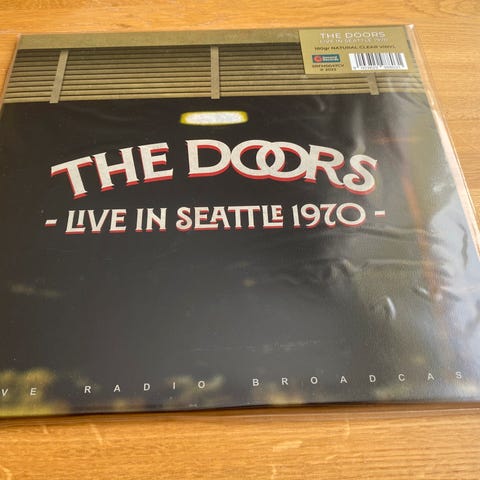 THE DOORS
LIVE IN SEATTLE 1970
180gr NATURAL CLEAR VINYL
THE DOORS
- LIVE IN SEATTLE 1970 -
VE RADIO BROADCAS